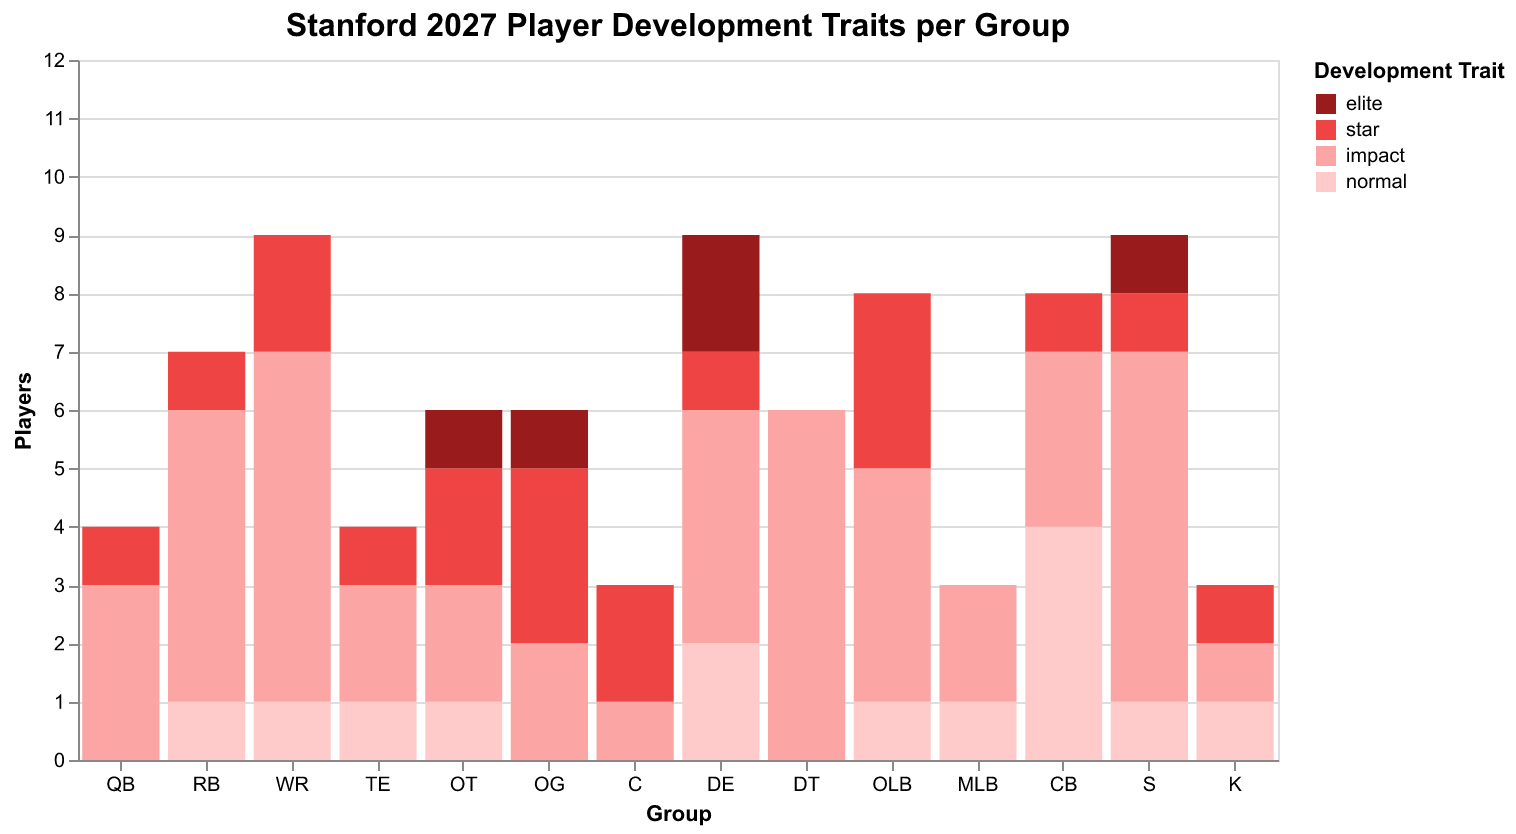 Stanford 2027 Player Development Traits per Group
Development Trait
elite
star
impact
normal
Players
12
11
10
9
8
7
6
5
4
3
2
1
0
QB RB WR TE OT OG C DE DT OLB MLB CB S K
Group